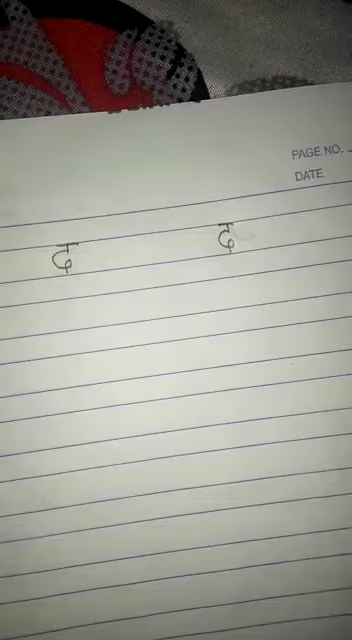 PAGE NO.
DATE
द द